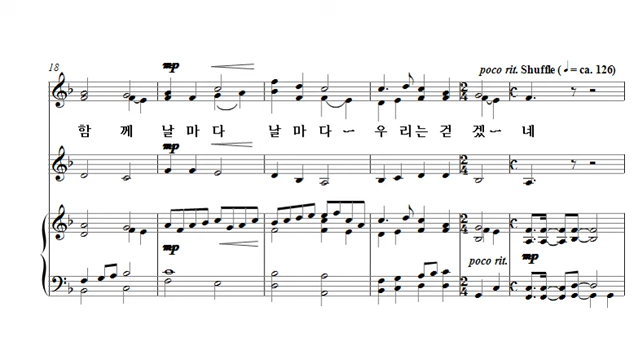 18
mp
poco rit. Shuffle (♩= ca. 126)
함 께 날 마 다 날 마 다 ― 우 리 는 걷 겠 ― 네
mp
mp
poco rit.
mp